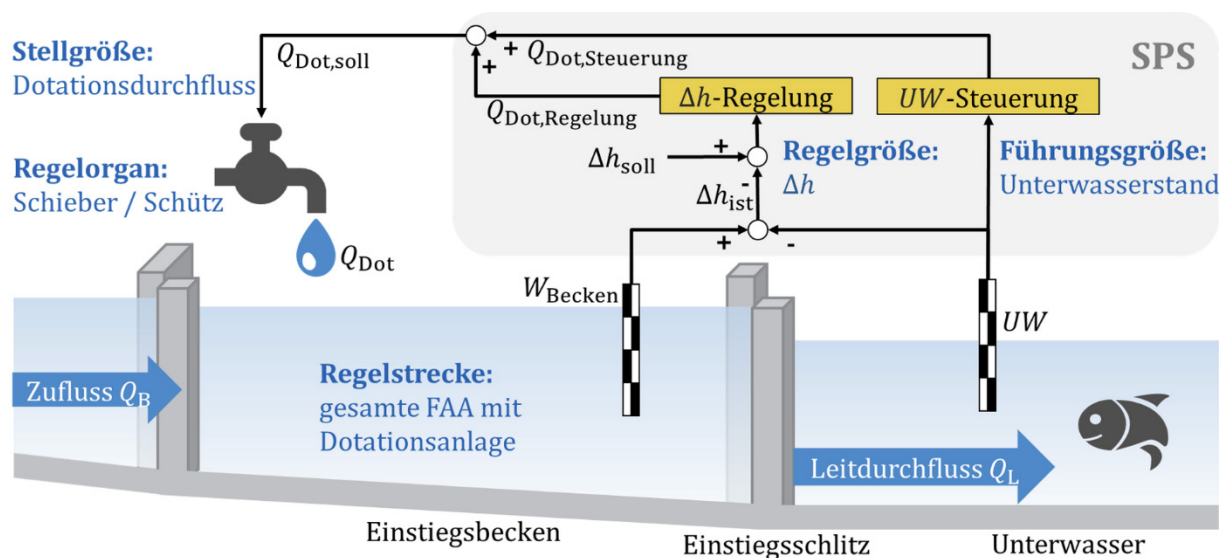 SPS
Stellgröße:
Dotationsdurchfluss
Q_Dot,soll
+ Q_Dot,Steuerung
+
Q_Dot,Regelung
Δh-Regelung
UW-Steuerung
Regelorgan:
Schieber / Schütz
Δh_soll
+
-
Δh_ist
Regelgröße:
Δh
Führungsgröße:
Unterwasserstand
+
-
Q_Dot
W_Becken
UW
Zufluss Q_B
Regelstrecke:
gesamte FAA mit
Dotationsanlage
Leitdurchfluss Q_L
Einstiegsbecken
Einstiegsschlitz
Unterwasser